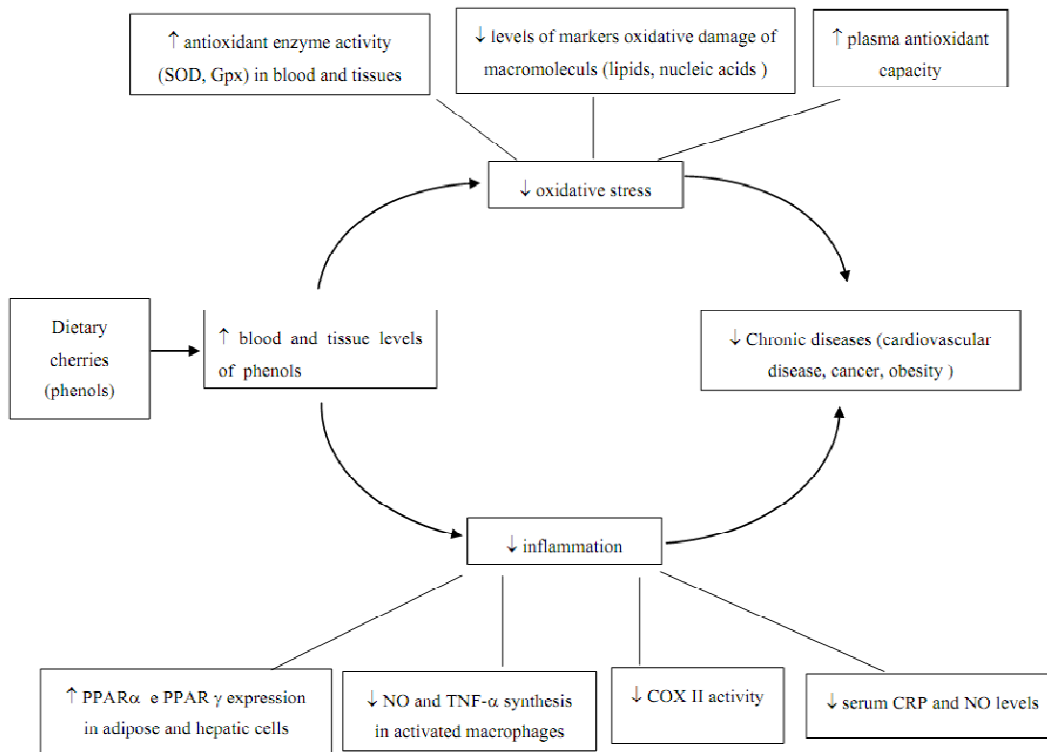 ↑ antioxidant enzyme activity
(SOD, Gpx) in blood and tissues
↓ levels of markers oxidative damage of
macromoleculs (lipids, nucleic acids )
↑ plasma antioxidant
capacity
↓ oxidative stress
Dietary
cherries
(phenols)
↑ blood and tissue levels
of phenols
↓ Chronic diseases (cardiovascular
disease, cancer, obesity )
↓ inflammation
↑ PPARα e PPAR γ expression
in adipose and hepatic cells
↓ NO and TNF-α synthesis
in activated macrophages
↓ COX II activity
↓ serum CRP and NO levels